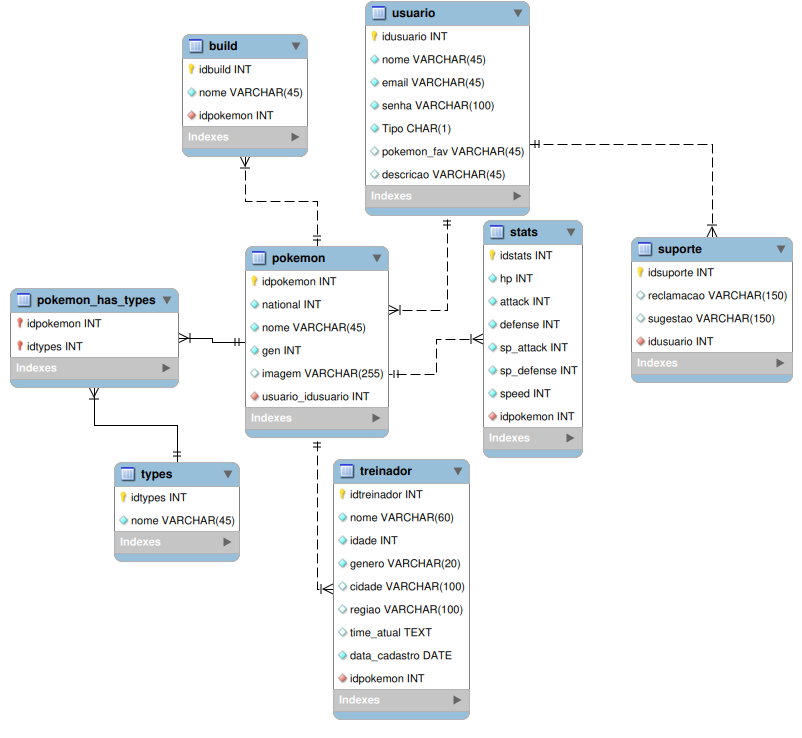 usuario
idusuario INT
nome VARCHAR(45)
email VARCHAR(45)
senha VARCHAR(100)
Tipo CHAR(1)
pokemon_fav VARCHAR(45)
descricao VARCHAR(45)
Indexes
build
idbuild INT
nome VARCHAR(45)
idpokemon INT
Indexes
stats
idstats INT
hp INT
attack INT
defense INT
sp_attack INT
sp_defense INT
speed INT
idpokemon INT
Indexes
suporte
idsuporte INT
reclamacao VARCHAR(150)
sugestao VARCHAR(150)
idusuario INT
Indexes
pokemon
idpokemon INT
national INT
nome VARCHAR(45)
gen INT
imagem VARCHAR(255)
usuario_idusuario INT
Indexes
pokemon_has_types
idpokemon INT
idtypes INT
Indexes
types
idtypes INT
nome VARCHAR(45)
Indexes
treinador
idtreinador INT
nome VARCHAR(60)
idade INT
genero VARCHAR(20)
cidade VARCHAR(100)
regiao VARCHAR(100)
time_atual TEXT
data_cadastro DATE
idpokemon INT
Indexes